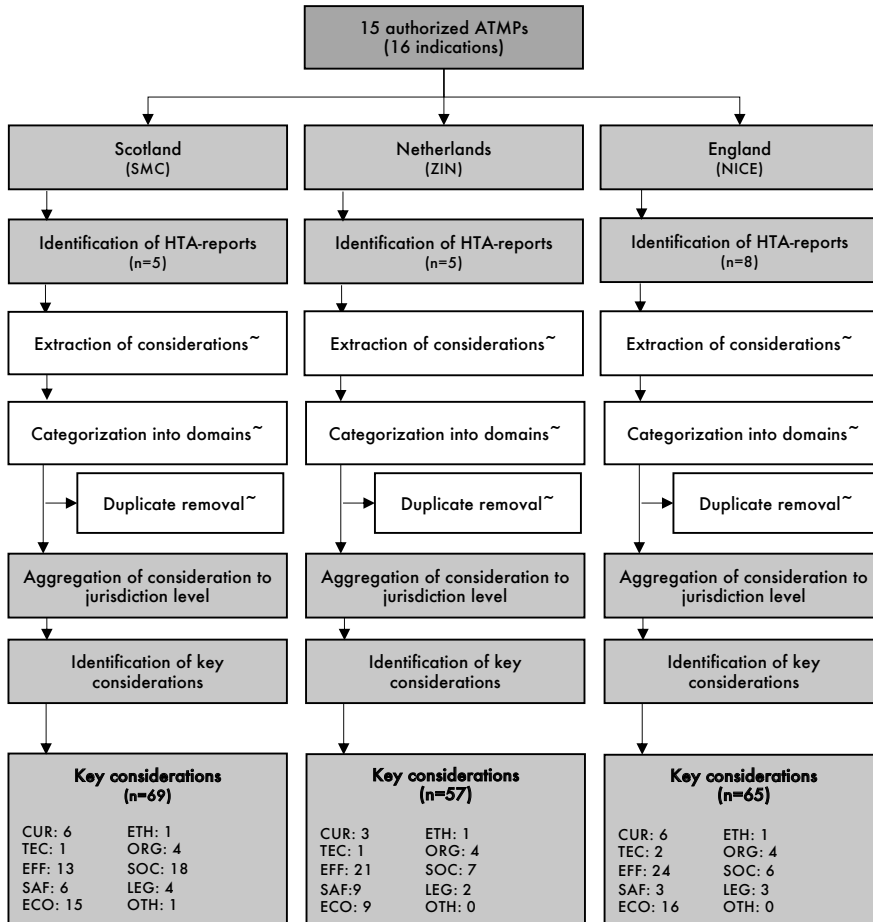 15 authorized ATMPs
(16 indications)
Scotland
(SMC)
Identification of HTA-reports
(n=5)
Extraction of considerations~
Categorization into domains~
Duplicate removal~
Aggregation of consideration to
jurisdiction level
Identification of key
considerations
Key considerations
(n=69)
CUR: 6 ETH: 1
TEC: 1 ORG: 4
EFF: 13 SOC: 18
SAF: 6 LEG: 4
ECO: 15 OTH: 1
Netherlands
(ZIN)
Identification of HTA-reports
(n=5)
Extraction of considerations~
Categorization into domains~
Duplicate removal~
Aggregation of consideration to
jurisdiction level
Identification of key
considerations
Key considerations
(n=57)
CUR: 3 ETH: 1
TEC: 1 ORG: 4
EFF: 21 SOC: 7
SAF:9 LEG: 2
ECO: 9 OTH: 0
England
(NICE)
Identification of HTA-reports
(n=8)
Extraction of considerations~
Categorization into domains~
Duplicate removal~
Aggregation of consideration to
jurisdiction level
Identification of key
considerations
Key considerations
(n=65)
CUR: 6 ETH: 1
TEC: 2 ORG: 4
EFF: 24 SOC: 6
SAF: 3 LEG: 3
ECO: 16 OTH: 0